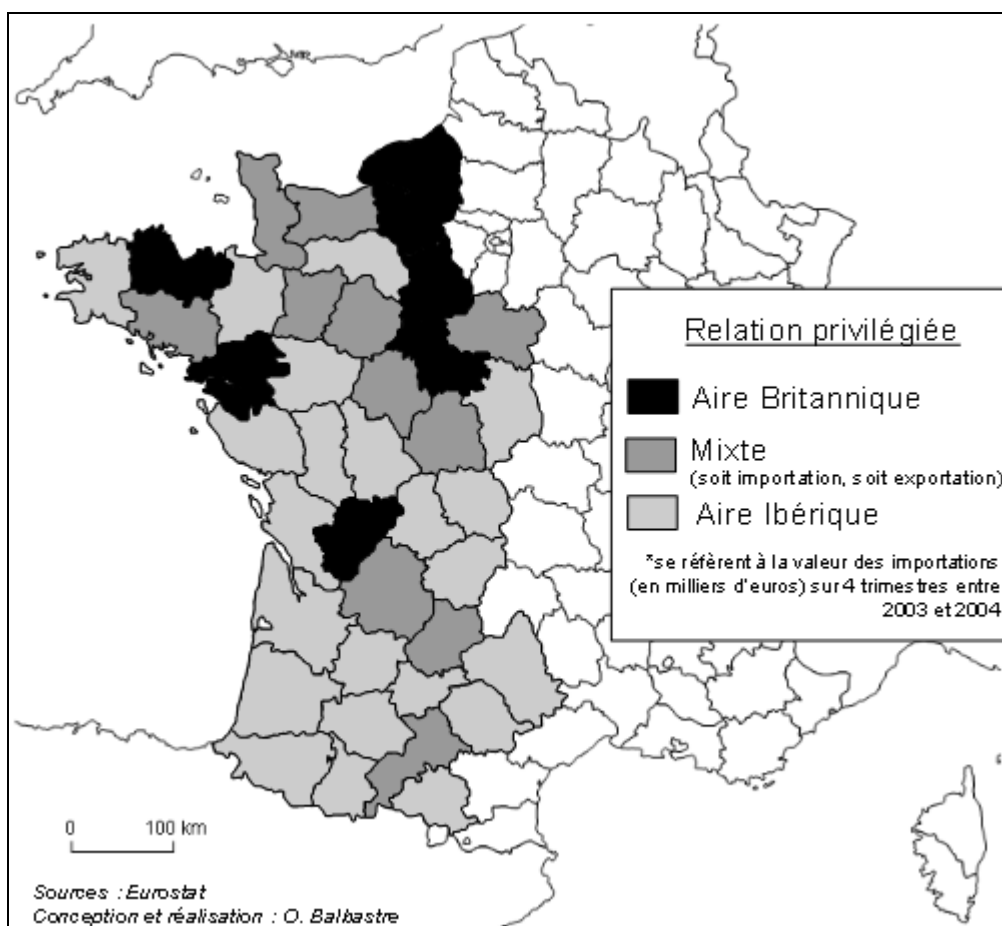 Relation privilégiée
Aire Britannique
Mixte
(soit importation, soit exportation)
Aire Ibérique
*se réfèrent à la valeur des importations
(en milliers d'euros) sur 4 trimestres entre
2003 et 2004
0 100 km
Sources : Eurostat
Conception et réalisation : O. Balbastre